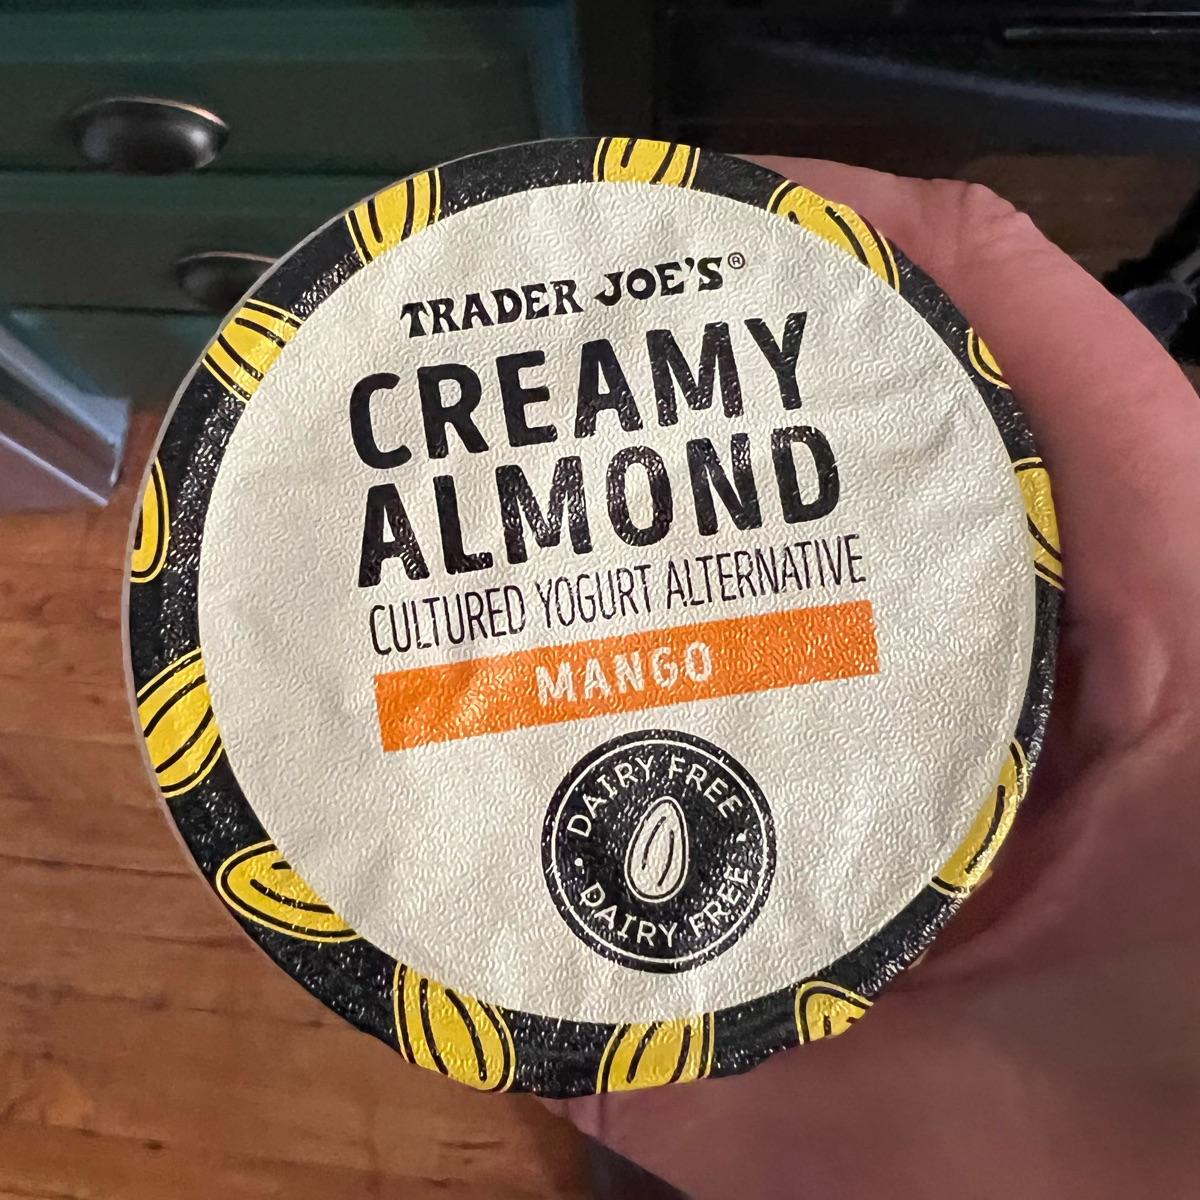 TRADER JOE'S®
CREAMY
ALMOND
CULTURED YOGURT ALTERNATIVE
MANGO
DAIRY FREE •
DAIRY FREE •